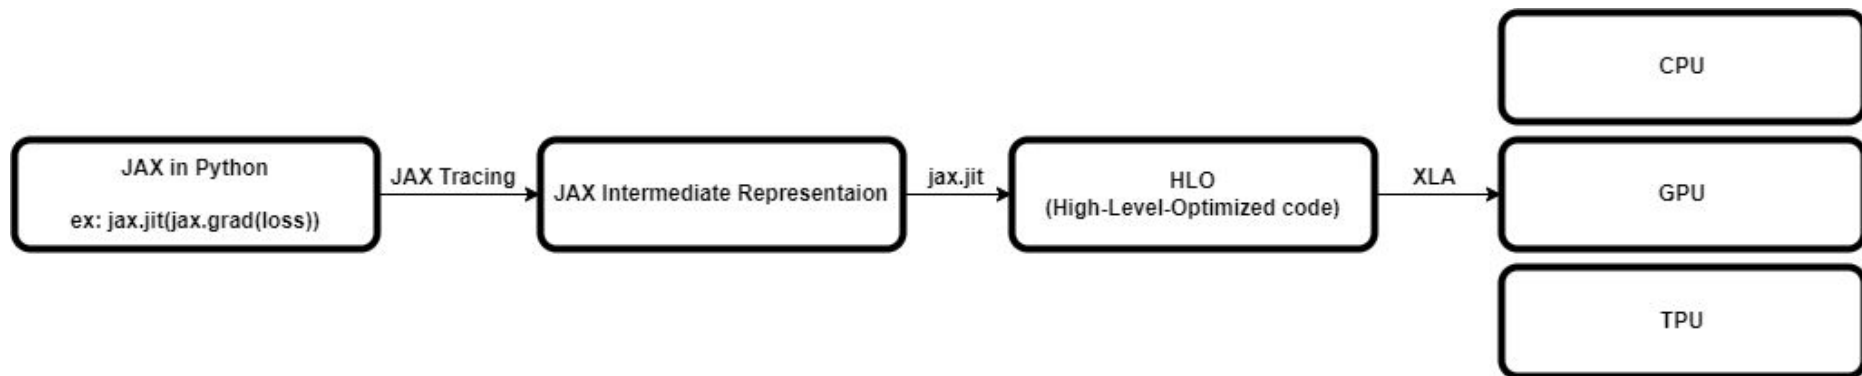 JAX in Python
ex: jax.jit(jax.grad(loss))
JAX Tracing
JAX Intermediate Representaion
jax.jit
HLO
(High-Level-Optimized code)
XLA
CPU
GPU
TPU